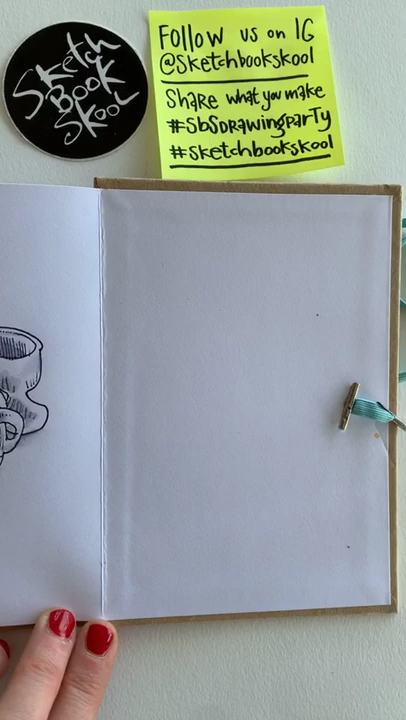 Sketch
Book
Skool
Follow us on IG
@Sketchbookskool
Share what you make
#SbSDrawingParTy
#sketchbookskool